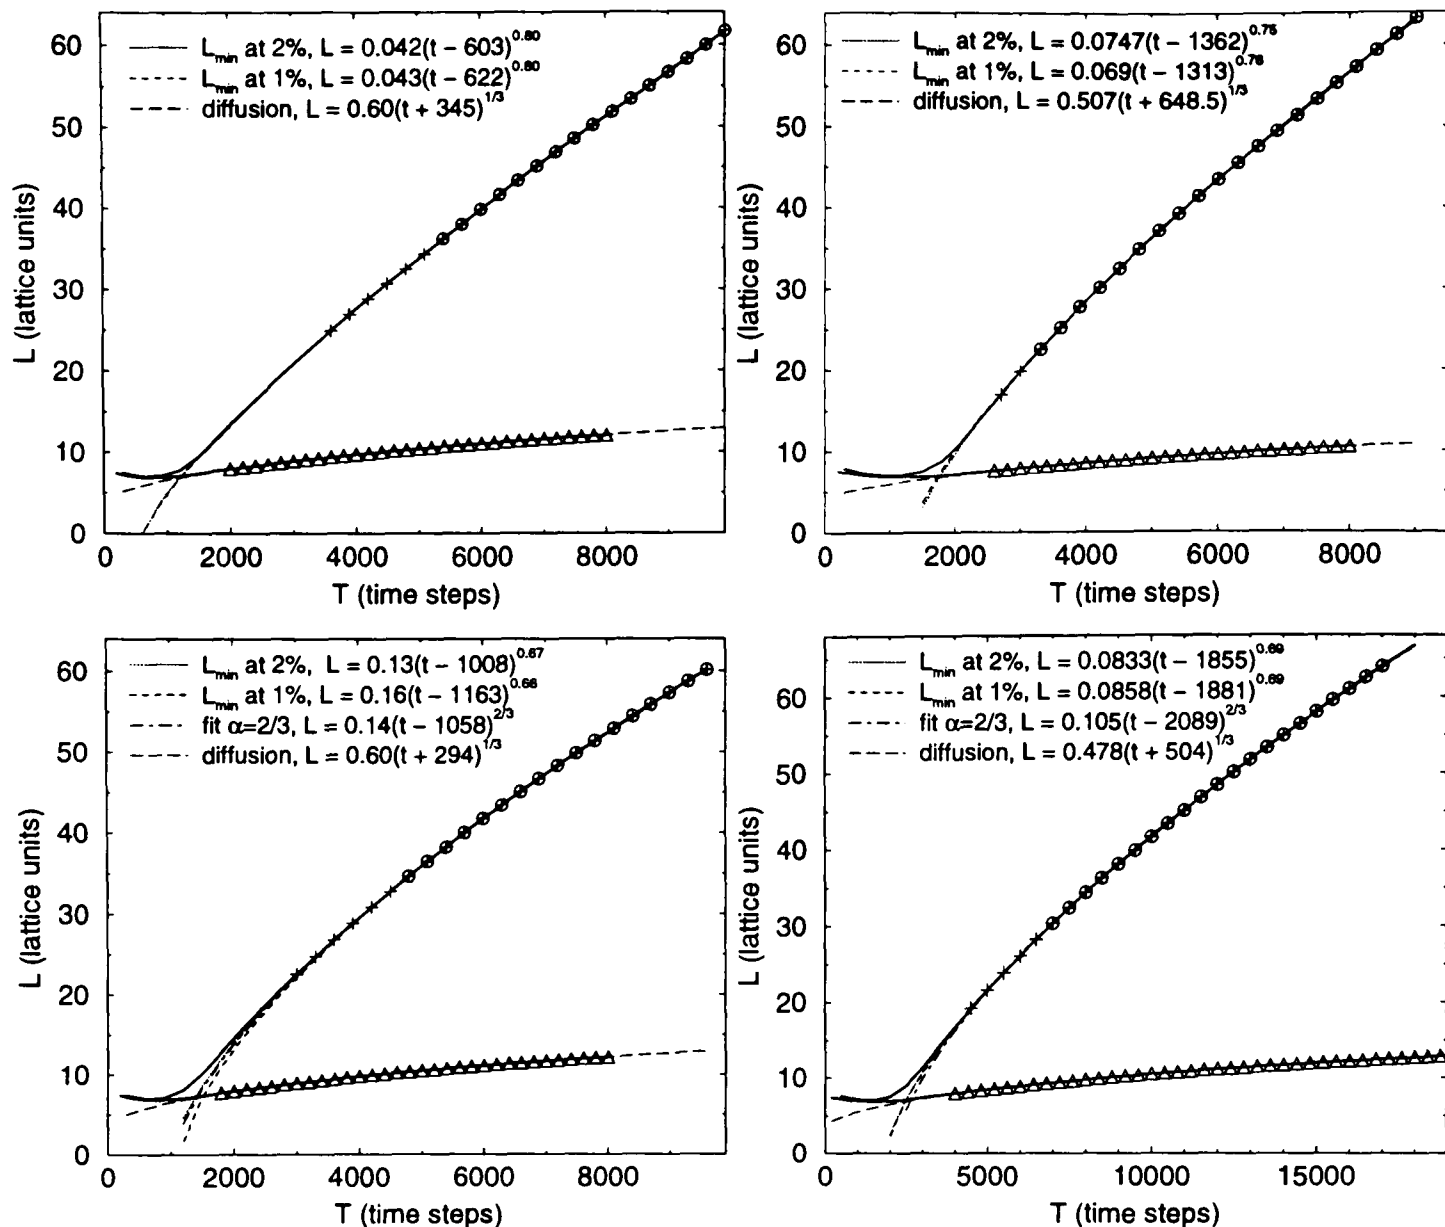 L_min at 2%, L = 0.042(t − 603)^0.80
L_min at 1%, L = 0.043(t − 622)^0.80
diffusion, L = 0.60(t + 345)^1/3
60
50
40
30
20
10
0
L (lattice units)
0 2000 4000 6000 8000
T (time steps)
L_min at 2%, L = 0.0747(t − 1362)^0.75
L_min at 1%, L = 0.069(t − 1313)^0.76
diffusion, L = 0.507(t + 648.5)^1/3
60
50
40
30
20
10
0
L (lattice units)
0 2000 4000 6000 8000
T (time steps)
L_min at 2%, L = 0.13(t − 1008)^0.67
L_min at 1%, L = 0.16(t − 1163)^0.66
fit α=2/3, L = 0.14(t − 1058)^2/3
diffusion, L = 0.60(t + 294)^1/3
60
50
40
30
20
10
0
L (lattice units)
0 2000 4000 6000 8000
T (time steps)
L_min at 2%, L = 0.0833(t − 1855)^0.69
L_min at 1%, L = 0.0858(t − 1881)^0.69
fit α=2/3, L = 0.105(t − 2089)^2/3
diffusion, L = 0.478(t + 504)^1/3
60
50
40
30
20
10
0
L (lattice units)
0 5000 10000 15000
T (time steps)